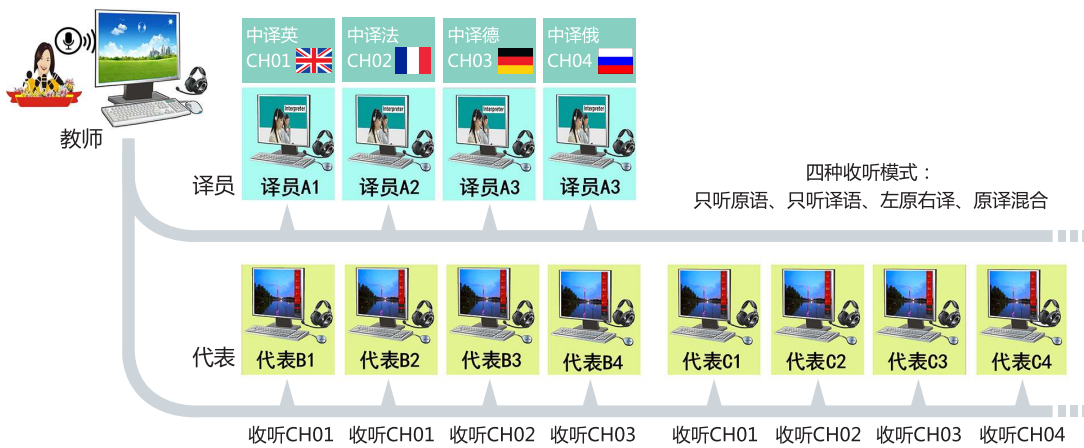 中译英
CH01
中译法
CH02
中译德
CH03
中译俄
CH04
教师
Interpreter
Interpreter
Interpreter
Interpreter
译员
译员A1
译员A2
译员A3
译员A3
四种收听模式：
只听原语、只听译语、左原右译、原译混合
代表
代表B1
代表B2
代表B3
代表B4
代表C1
代表C2
代表C3
代表C4
收听CH01
收听CH01
收听CH02
收听CH03
收听CH01
收听CH02
收听CH03
收听CH04